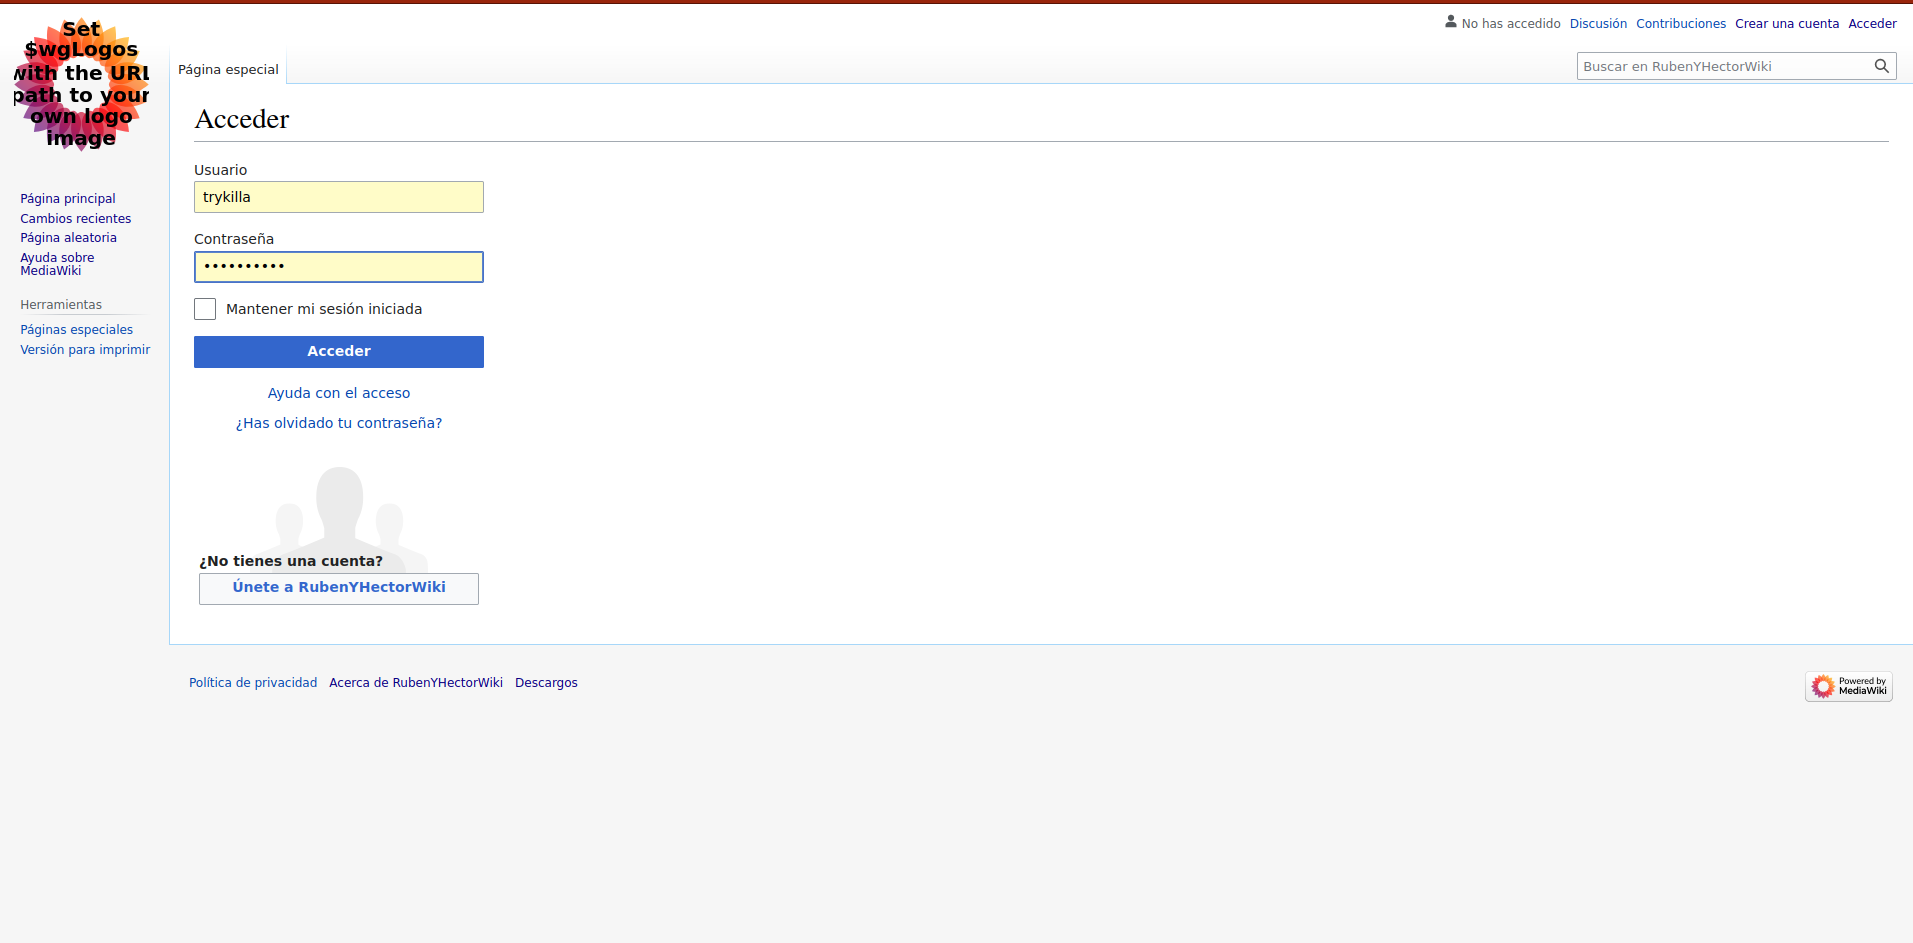 Set
$wgLogos
with the URL
path to your
own logo
image
No has accedido Discusión Contribuciones Crear una cuenta Acceder
Página especial
Buscar en RubenYHectorWiki
Página principal
Cambios recientes
Página aleatoria
Ayuda sobre
MediaWiki
Herramientas
Páginas especiales
Versión para imprimir
Acceder
Usuario
trykilla
Contraseña
••••••••••
Mantener mi sesión iniciada
Acceder
Ayuda con el acceso
¿Has olvidado tu contraseña?
¿No tienes una cuenta?
Únete a RubenYHectorWiki
Política de privacidad Acerca de RubenYHectorWiki Descargos
Powered by
MediaWiki